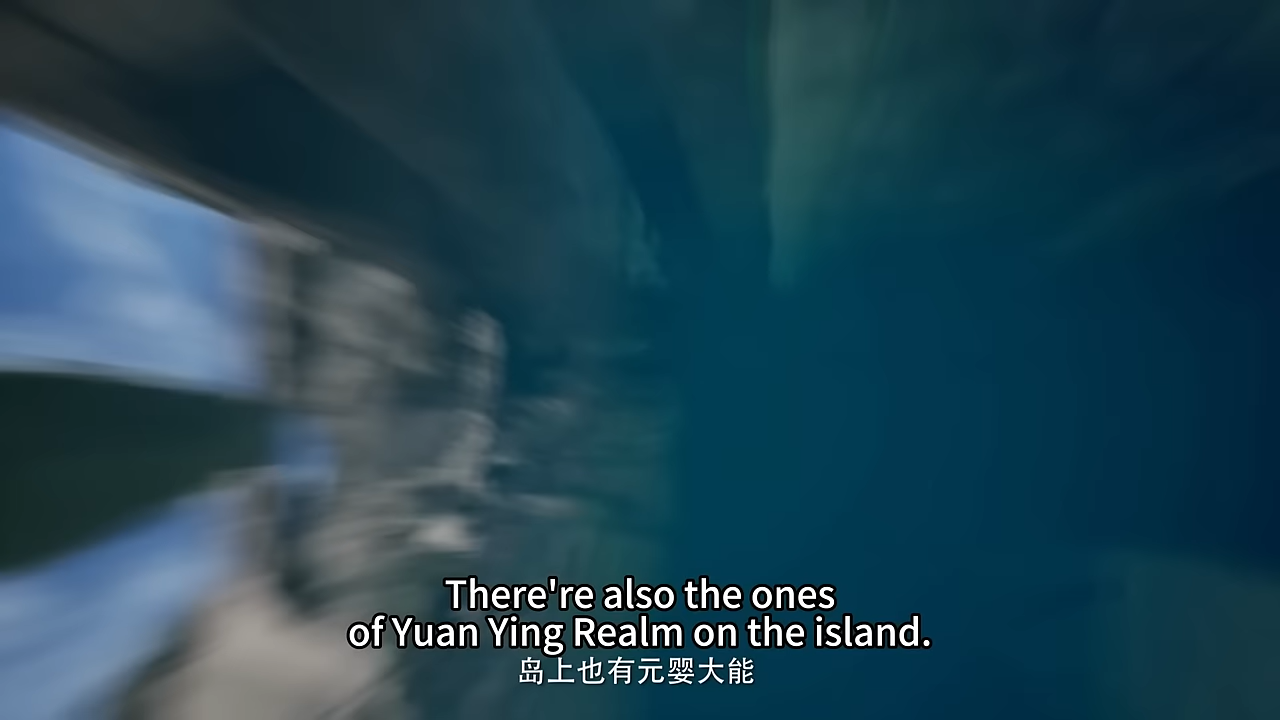 There're also the ones
of Yuan Ying Realm on the island.
岛上也有元婴大能